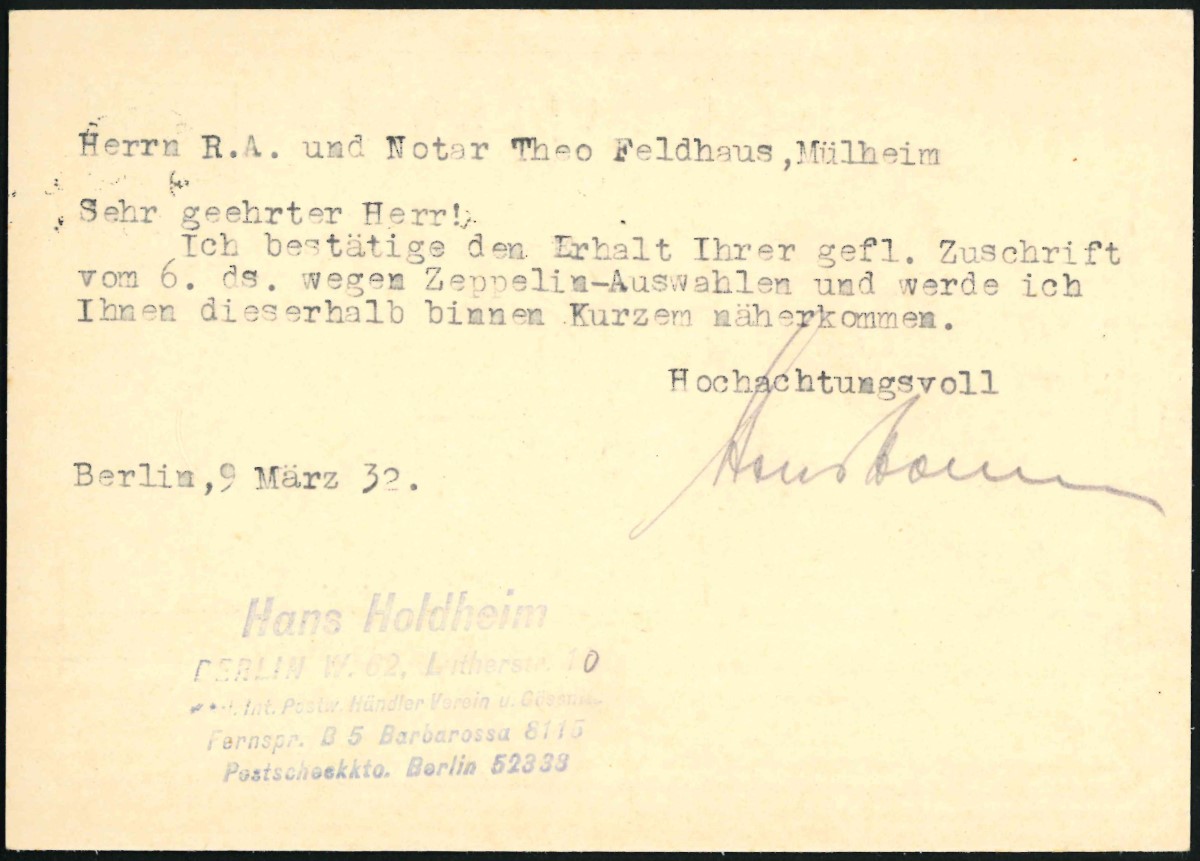 Herrn R.A. und Notar Theo Feldhaus,Mülheim
Sehr geehrter Herr!
Ich bestätige den Erhalt Ihrer gefl. Zuschrift
vom 6. ds. wegen Zeppelin-Auswahlen und werde ich
Ihnen dieserhalb binnen Kurzem näherkommen.
Hochachtungsvoll
Berlin,9 März 32.
Hans Holdheim
BERLIN W. 62, Lutherstr. 10
Int. Postw. Händler Verein u.
Fernspr. B 5 Barbarossa 8115
Postscheckkto. Berlin 52333